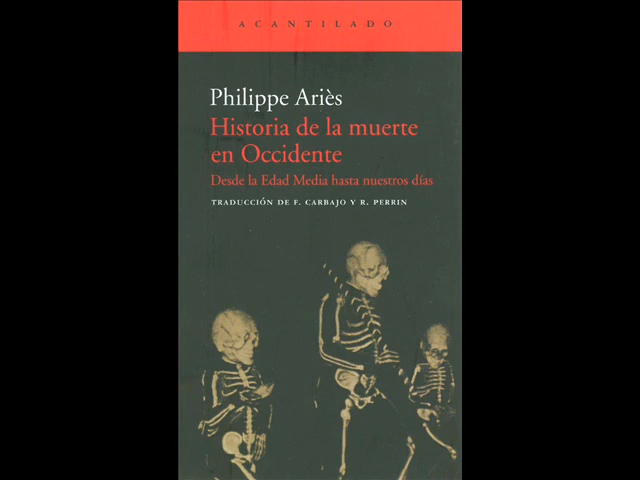 ACANTILADO
Philippe Ariès
Historia de la muerte
en Occidente
Desde la Edad Media hasta nuestros días
TRADUCCIÓN DE F. CARBAJO Y R. PERRIN